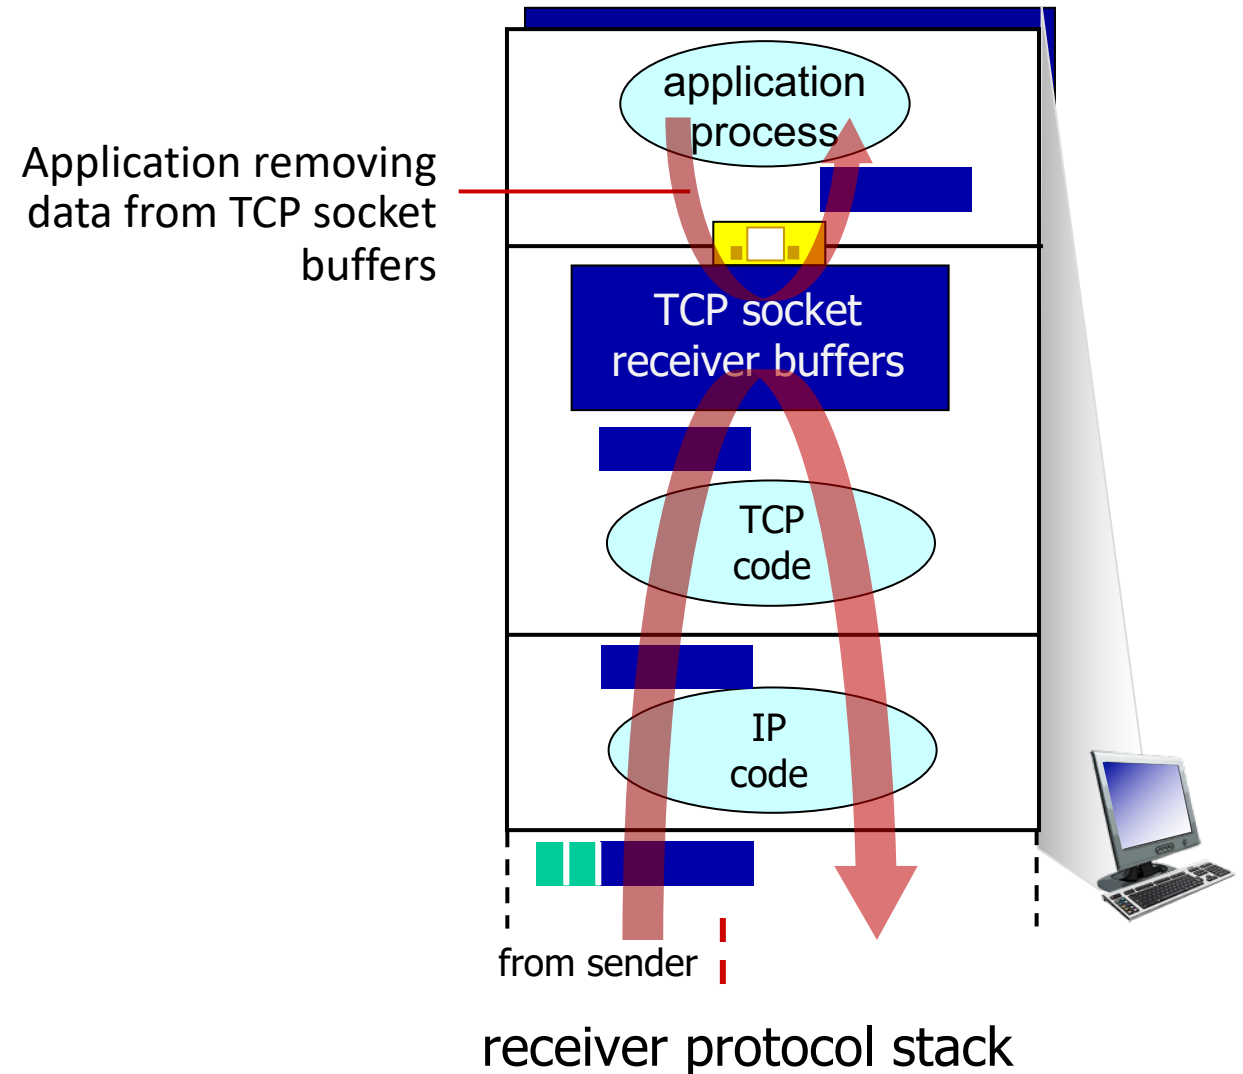 application
process
Application removing
data from TCP socket
buffers
TCP socket
receiver buffers
TCP
code
IP
code
from sender
receiver protocol stack